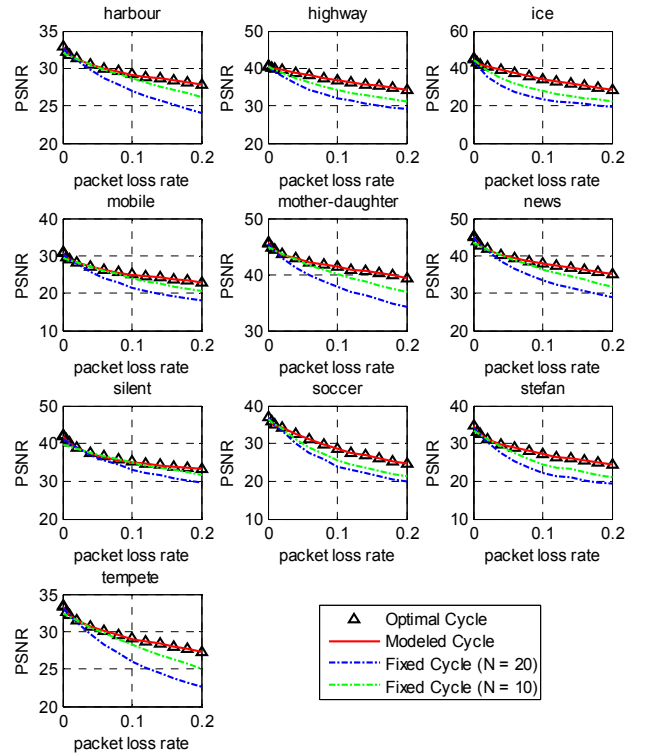 harbour
35
30
25
20
PSNR
0
0.1
0.2
packet loss rate
highway
50
40
30
20
PSNR
0
0.1
0.2
packet loss rate
ice
60
40
20
0
PSNR
0
0.1
0.2
packet loss rate
mobile
40
30
20
10
PSNR
0
0.1
0.2
packet loss rate
mother-daughter
50
40
30
PSNR
0
0.1
0.2
packet loss rate
news
50
40
30
20
PSNR
0
0.1
0.2
packet loss rate
silent
50
40
30
20
PSNR
0
0.1
0.2
packet loss rate
soccer
40
30
20
10
PSNR
0
0.1
0.2
packet loss rate
stefan
40
30
20
10
PSNR
0
0.1
0.2
packet loss rate
tempete
35
30
25
20
PSNR
0
0.1
0.2
packet loss rate
Optimal Cycle
Modeled Cycle
Fixed Cycle (N = 20)
Fixed Cycle (N = 10)